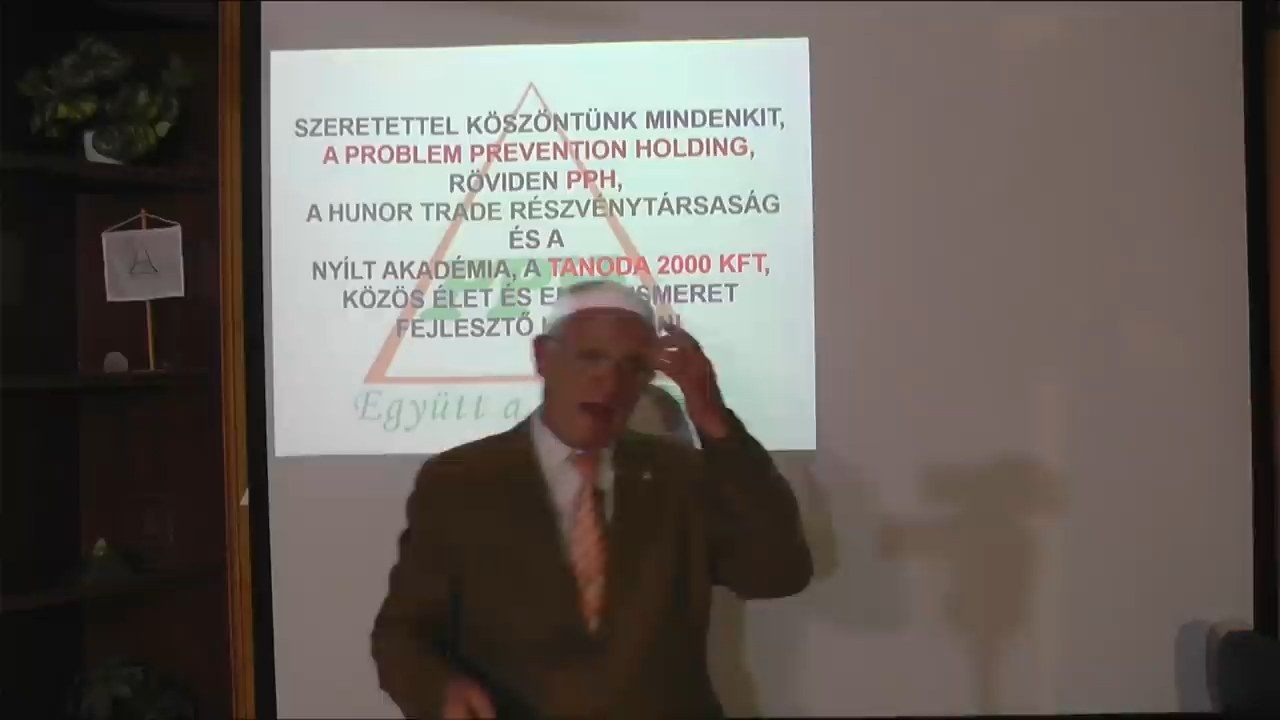 SZERETETTEL KÖSZÖNTÜNK MINDENKIT,
A PROBLEM PREVENTION HOLDING,
RÖVIDEN PPH,
A HUNOR TRADE RÉSZVÉNYTÁRSASÁG
ÉS A
NYÍLT AKADÉMIA, A TANODA 2000 KFT,
KÖZÖS ÉLET ÉS
FEJLESZTŐ
Együtt a